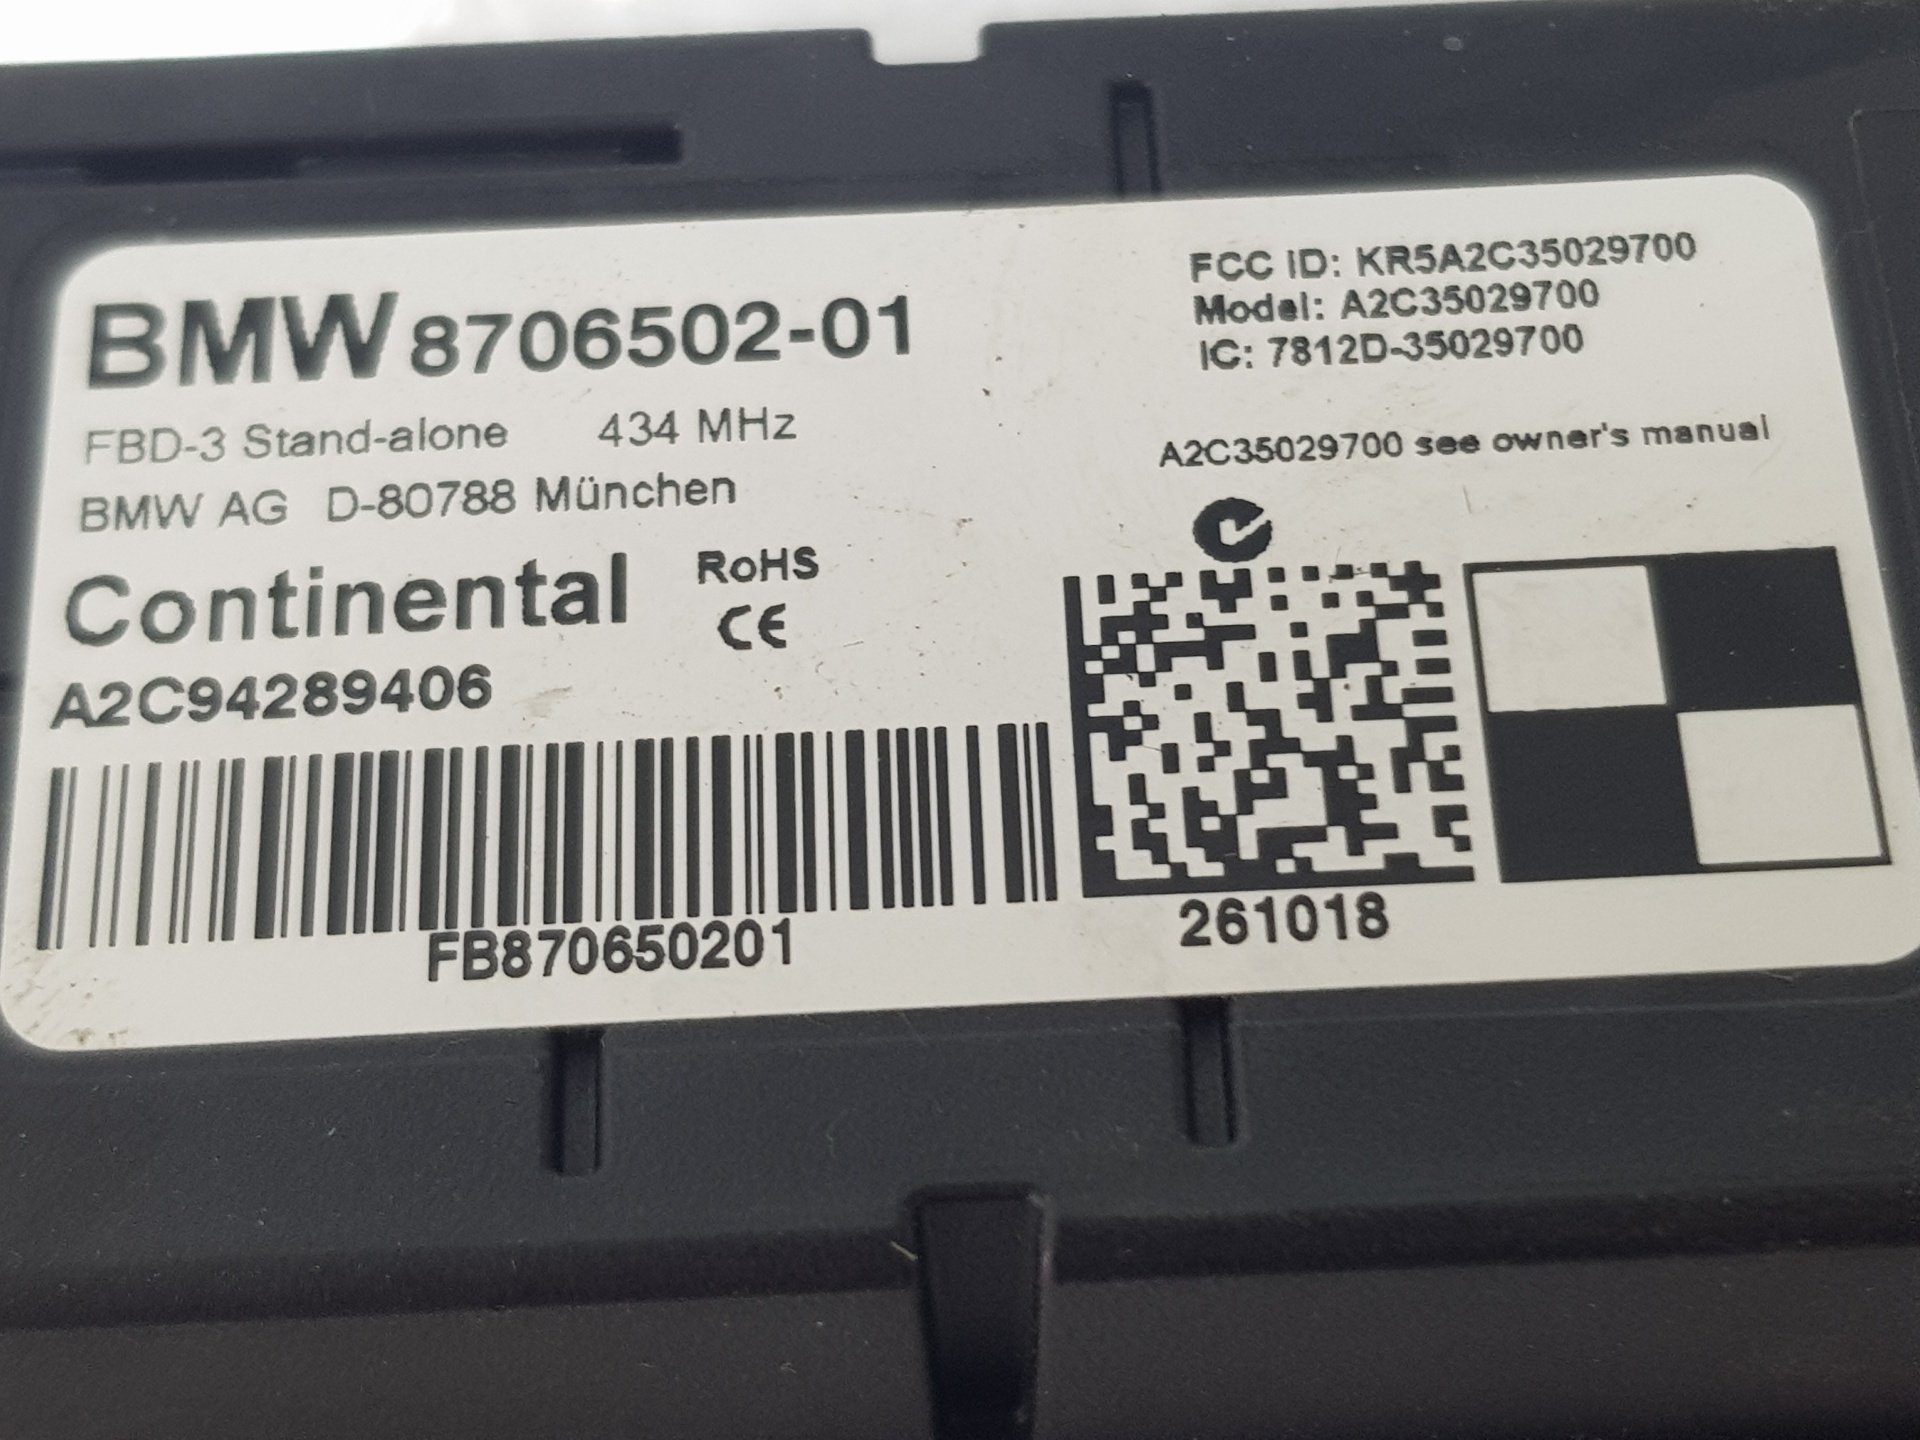 BMW 8706502-01
FBD-3 Stand-alone 434 MHz
BMW AG D-80788 München
Continental RoHS
CE
A2C94289406
FB870650201
FCC ID: KR5A2C35029700
Model: A2C35029700
IC: 7812D-35029700
A2C35029700 see owner's manual
261018